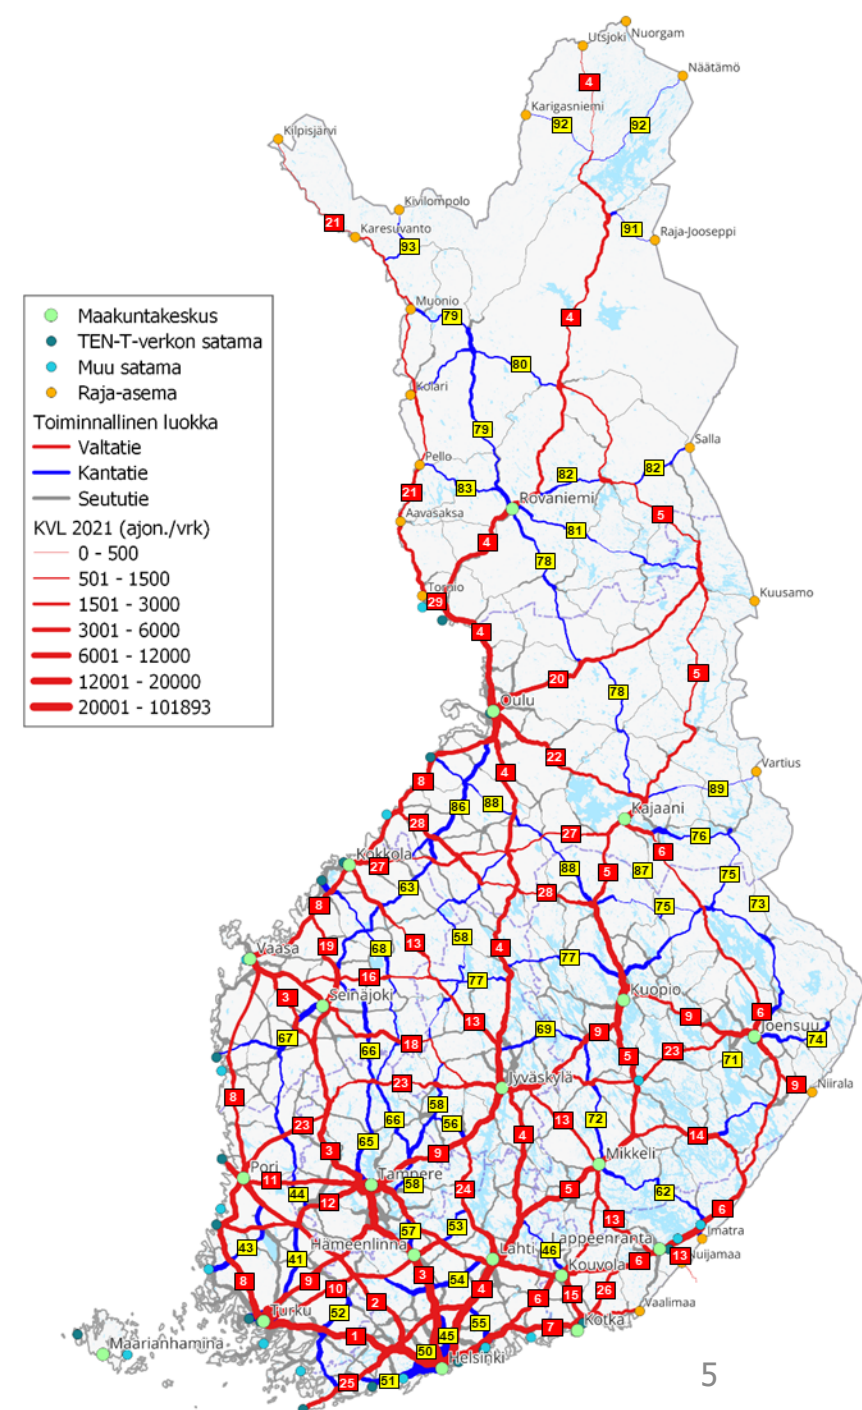 Nuorgam
Utsjoki
Näätämö
4
Karigasniemi
92
92
Kilpisjärvi
Kivilompolo
21
91
Raja-Jooseppi
Karesuvanto
93
Muonio
79
4
80
Kolari
79
Salla
Pello
82
82
83
21
Rovaniemi
Aavasaksa
5
81
4
78
Tornio
29
Kuusamo
4
5
20
78
Oulu
22
Vartius
4
8
89
86
88
Kajaani
28
27
76
6
Kokkola
27
88
5
87
75
63
28
75
73
8
58
19
68
13
4
Vaasa
77
16
77
3
Seinäjoki
Kuopio
6
9
13
69
9
Joensuu
67
74
18
66
5
23
71
Jyväskylä
23
9
Niirala
8
58
66
56
13
72
23
4
14
65
3
9
Mikkeli
Pori
11
Tampere
58
24
5
62
44
12
6
13
57
53
Imatra
Lappeenranta
43
Hämeenlinna
Lahti
46
13
Nuijamaa
41
6
Kouvola
8
9
3
54
10
4
26
15
6
2
Vaalimaa
Turku
52
55
7
Kotka
1
45
Maarianhamina
50
Helsinki
25
51
Maakuntakeskus
TEN-T-verkon satama
Muu satama
Raja-asema
Toiminnallinen luokka
Valtatie
Kantatie
Seututie
KVL 2021 (ajon./vrk)
0 - 500
501 - 1500
1501 - 3000
3001 - 6000
6001 - 12000
12001 - 20000
20001 - 101893
5